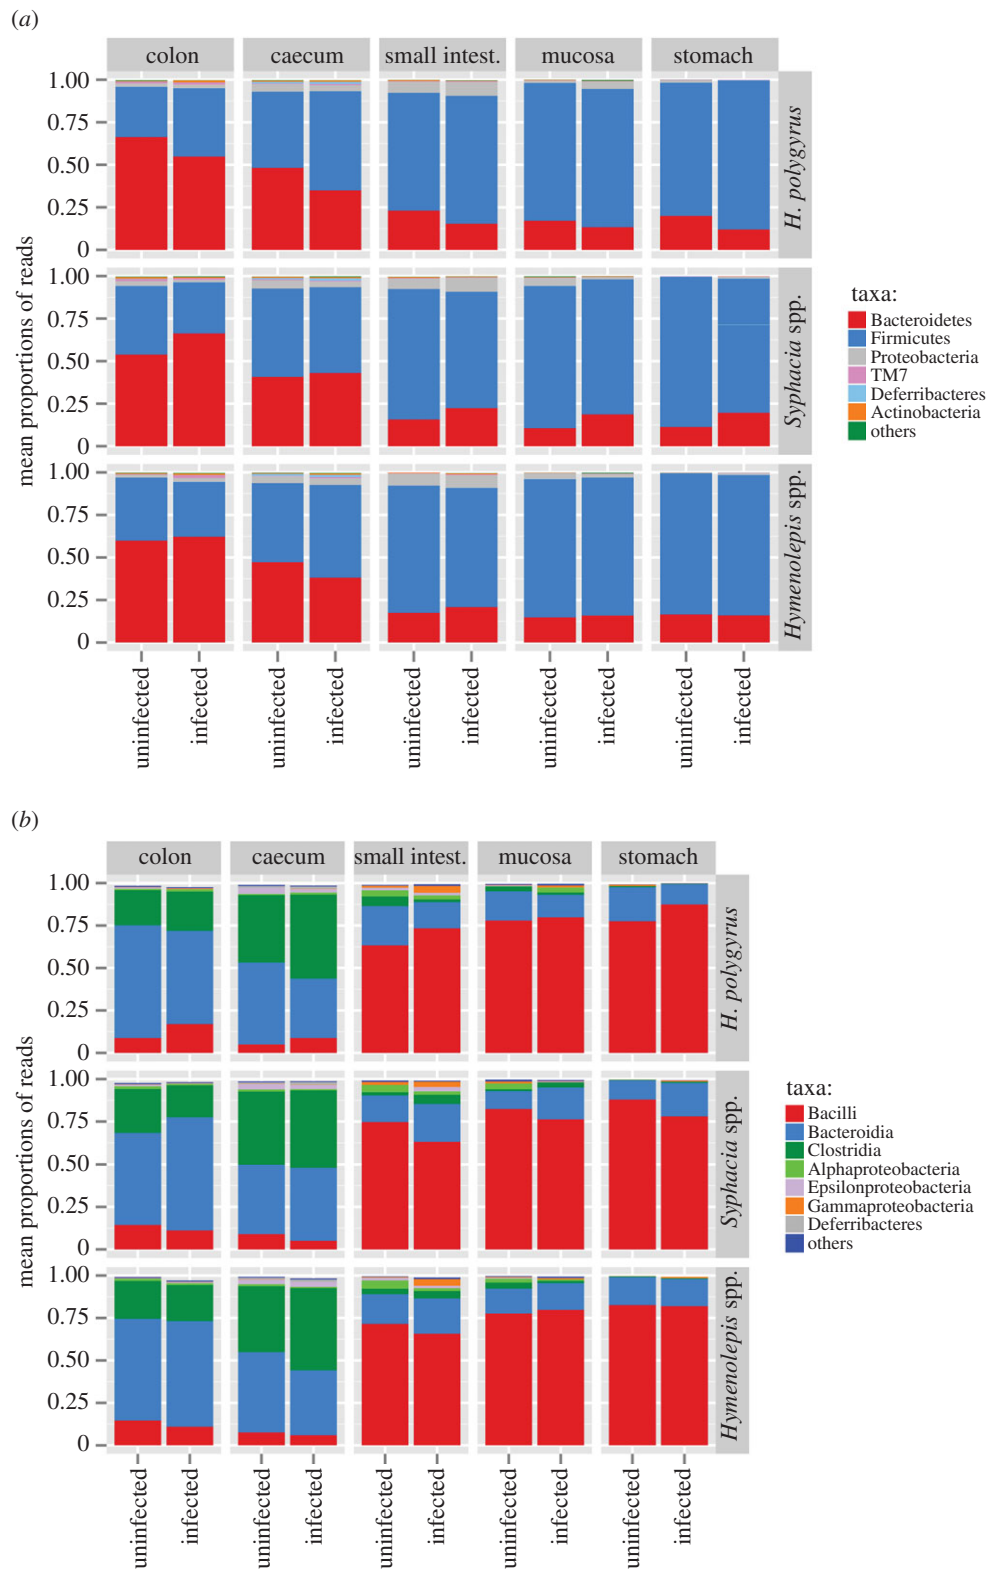 (a)
colon caecum small intest. mucosa stomach
1.00
0.75
0.50
0.25
0
H. polygyrus
1.00
0.75
0.50
0.25
0
Syphacia spp.
1.00
0.75
0.50
0.25
0
Hymenolepis spp.
mean proportions of reads
uninfected infected uninfected infected uninfected infected uninfected infected uninfected infected
taxa:
Bacteroidetes
Firmicutes
Proteobacteria
TM7
Deferribacteres
Actinobacteria
others
(b)
colon caecum small intest. mucosa stomach
1.00
0.75
0.50
0.25
0
H. polygyrus
1.00
0.75
0.50
0.25
0
Syphacia spp.
1.00
0.75
0.50
0.25
0
Hymenolepis spp.
mean proportions of reads
uninfected infected uninfected infected uninfected infected uninfected infected uninfected infected
taxa:
Bacilli
Bacteroidia
Clostridia
Alphaproteobacteria
Epsilonproteobacteria
Gammaproteobacteria
Deferribacteres
others